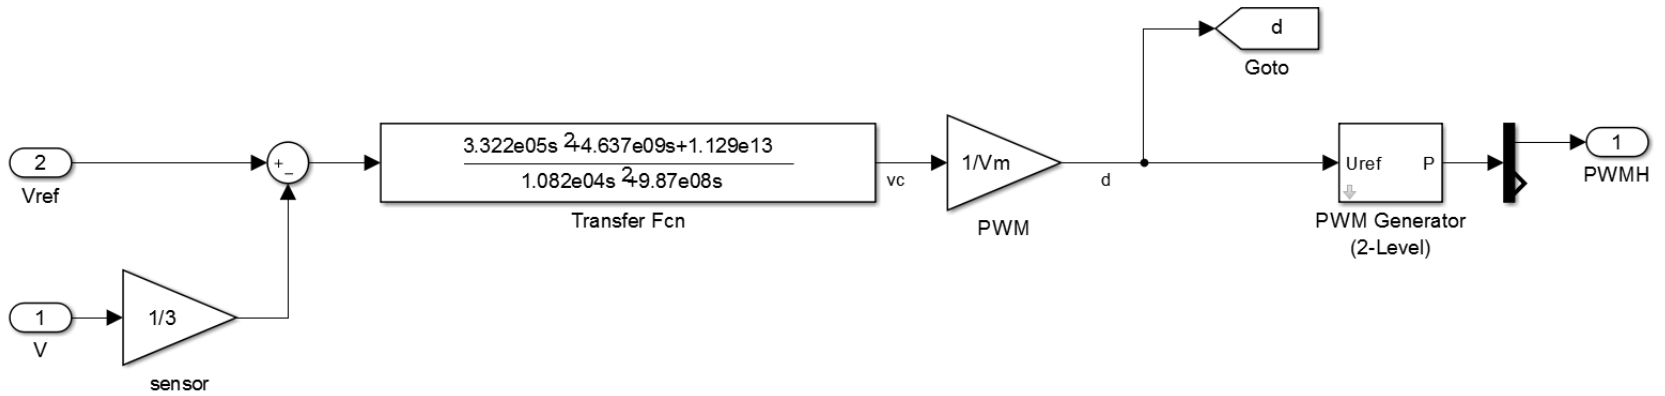 d
Goto
3.322e05s 2+4.637e09s+1.129e13
1.082e04s 2+9.87e08s
Transfer Fcn
2
Vref
+
−
vc
1/Vm
PWM
d
Uref P
PWM Generator
(2-Level)
1
PWMH
1
V
1/3
sensor